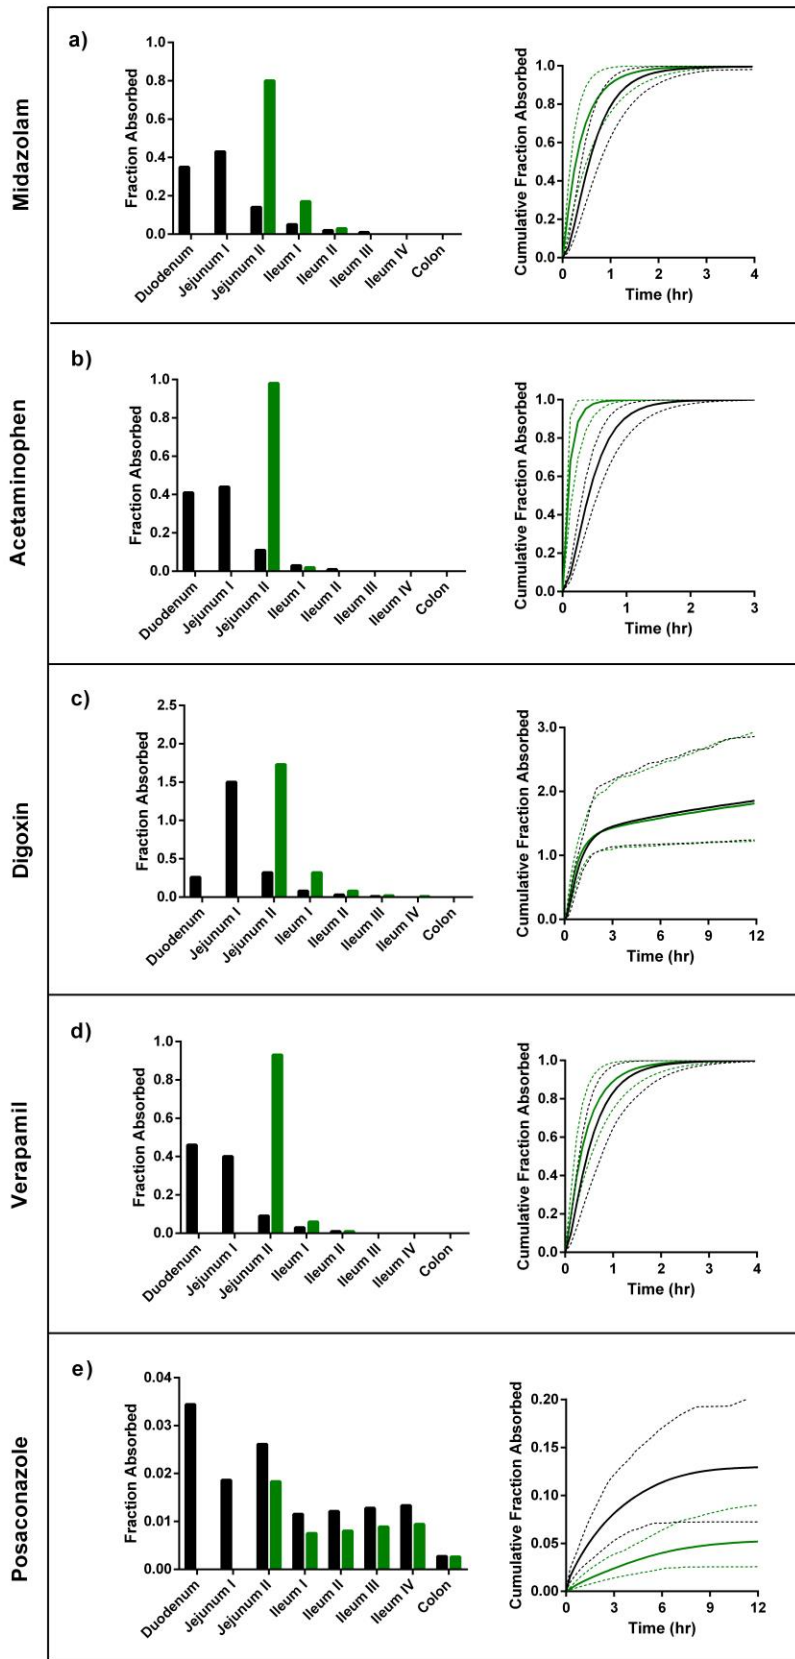 Midazolam
a)
Fraction Absorbed
1.0
0.8
0.6
0.4
0.2
0.0
Duodenum
Jejunum I
Jejunum II
Ileum I
Ileum II
Ileum III
Ileum IV
Colon
Cumulative Fraction Absorbed
1.0
0.8
0.6
0.4
0.2
0.0
0 1 2 3 4
Time (hr)
Acetaminophen
b)
Fraction Absorbed
1.0
0.8
0.6
0.4
0.2
0.0
Duodenum
Jejunum I
Jejunum II
Ileum I
Ileum II
Ileum III
Ileum IV
Colon
Cumulative Fraction Absorbed
1.0
0.8
0.6
0.4
0.2
0.0
0 1 2 3
Time (hr)
Digoxin
c)
Fraction Absorbed
2.5
2.0
1.5
1.0
0.5
0.0
Duodenum
Jejunum I
Jejunum II
Ileum I
Ileum II
Ileum III
Ileum IV
Colon
Cumulative Fraction Absorbed
3.0
2.0
1.0
0.0
0 3 6 9 12
Time (hr)
Verapamil
d)
Fraction Absorbed
1.0
0.8
0.6
0.4
0.2
0.0
Duodenum
Jejunum I
Jejunum II
Ileum I
Ileum II
Ileum III
Ileum IV
Colon
Cumulative Fraction Absorbed
1.0
0.8
0.6
0.4
0.2
0.0
0 1 2 3 4
Time (hr)
Posaconazole
e)
Fraction Absorbed
0.04
0.03
0.02
0.01
0.00
Duodenum
Jejunum I
Jejunum II
Ileum I
Ileum II
Ileum III
Ileum IV
Colon
Cumulative Fraction Absorbed
0.20
0.15
0.10
0.05
0.00
0 3 6 9 12
Time (hr)